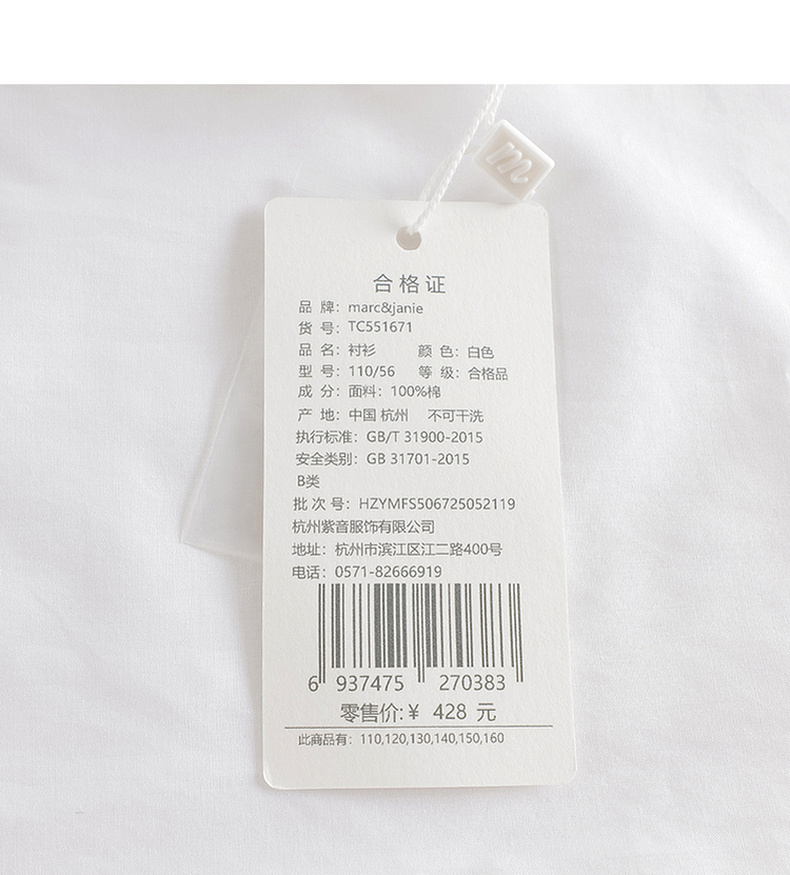 m
合格证
品 牌：marc&janie
货 号：TC551671
品 名：衬衫 颜 色：白色
型 号：110/56 等 级：合格品
成 分：面料：100%棉
产 地：中国 杭州 不可干洗
执行标准：GB/T 31900-2015
安全类别：GB 31701-2015
B类
批 次 号：HZYMFS506725052119
杭州紫音服饰有限公司
地址：杭州市滨江区江二路400号
电话：0571-82666919
6 937475 270383
零售价:￥ 428 元
此商品有：110,120,130,140,150,160